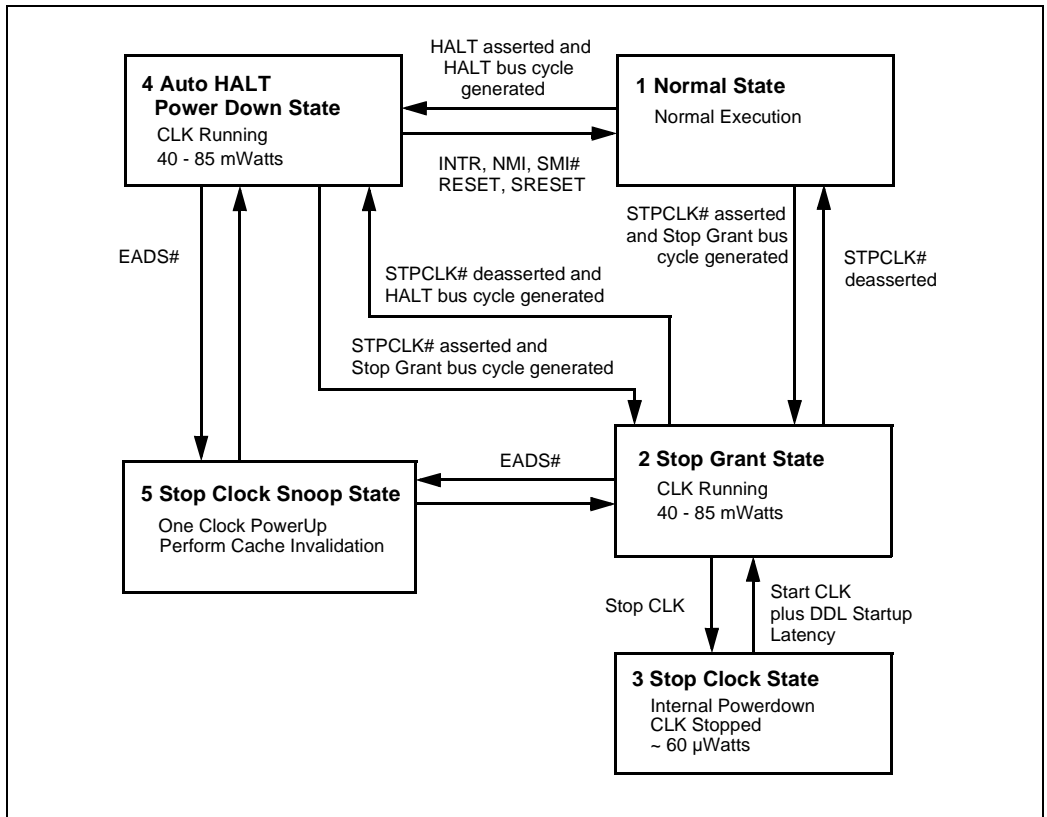 HALT asserted and
HALT bus cycle
generated
4 Auto HALT
Power Down State
CLK Running
40 - 85 mWatts
1 Normal State
Normal Execution
INTR, NMI, SMI#
RESET, SRESET
STPCLK# asserted
and Stop Grant bus
cycle generated
STPCLK#
deasserted
EADS#
STPCLK# deasserted and
HALT bus cycle generated
STPCLK# asserted and
Stop Grant bus cycle generated
EADS#
5 Stop Clock Snoop State
One Clock PowerUp
Perform Cache Invalidation
2 Stop Grant State
CLK Running
40 - 85 mWatts
Stop CLK
Start CLK
plus DDL Startup
Latency
3 Stop Clock State
Internal Powerdown
CLK Stopped
~ 60 µWatts